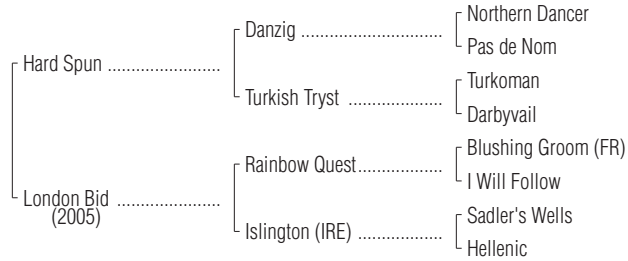 Northern Dancer
Danzig ......................
Pas de Nom
Hard Spun ......................
Turkoman
Turkish Tryst ......................
Darbyvail
Blushing Groom (FR)
Rainbow Quest......................
I Will Follow
London Bid ......................
(2005)
Sadler's Wells
Islington (IRE) ......................
Hellenic